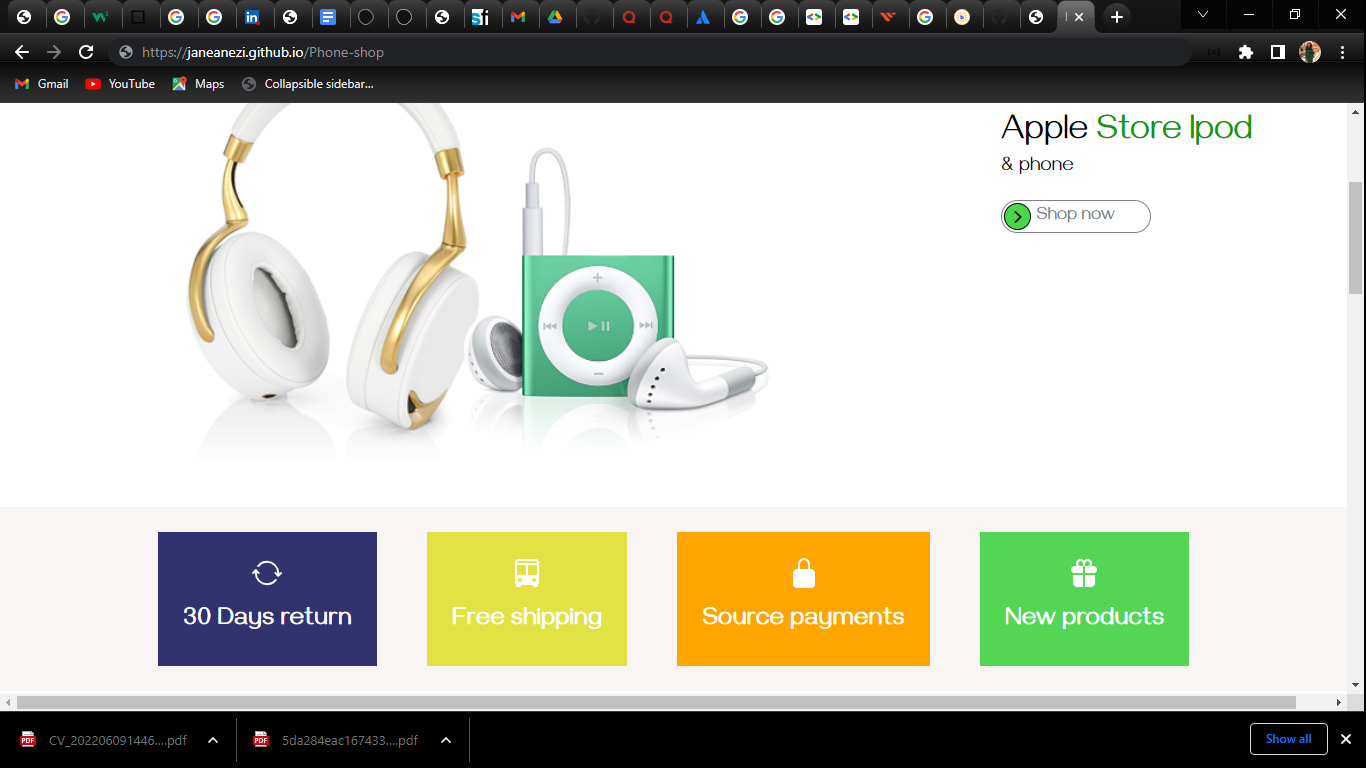 https://janeanezi.github.io/Phone-shop
Gmail
YouTube
Maps
Collapsible sidebar...
Apple Store Ipod
& phone
Shop now
30 Days return
Free shipping
Source payments
New products
CV_202206091446....pdf
5da284eac167433....pdf
Show all